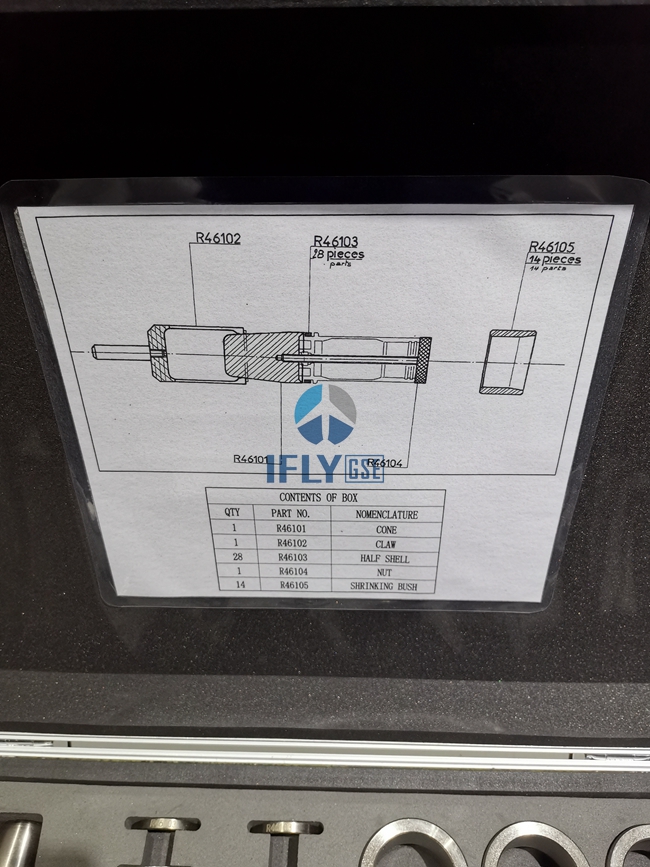 R46102
R46103
28 pieces
parts
R46105
14 pieces
14 parts
R46101
R46104
IFLY GSE
CONTENTS OF BOX
QTY PART NO. NOMENCLATURE
1 R46101 CONE
1 R46102 CLAW
28 R46103 HALF SHELL
1 R46104 NUT
14 R46105 SHRINKING BUSH